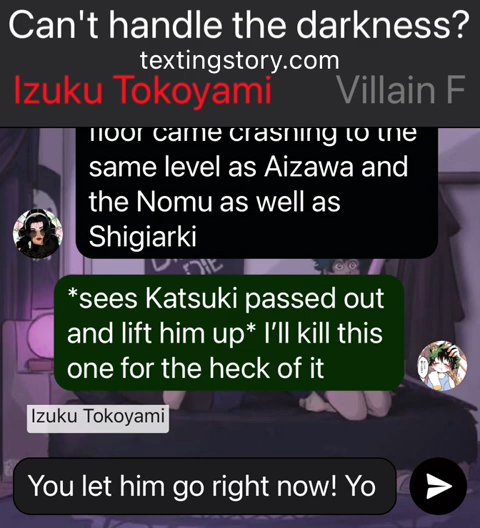 Can't handle the darkness?
textingstory.com
Izuku Tokoyami Villain F
floor came crashing to the
same level as Aizawa and
the Nomu as well as
Shigiarki
*sees Katsuki passed out
and lift him up* I'll kill this
one for the heck of it
Izuku Tokoyami
You let him go right now! Yo